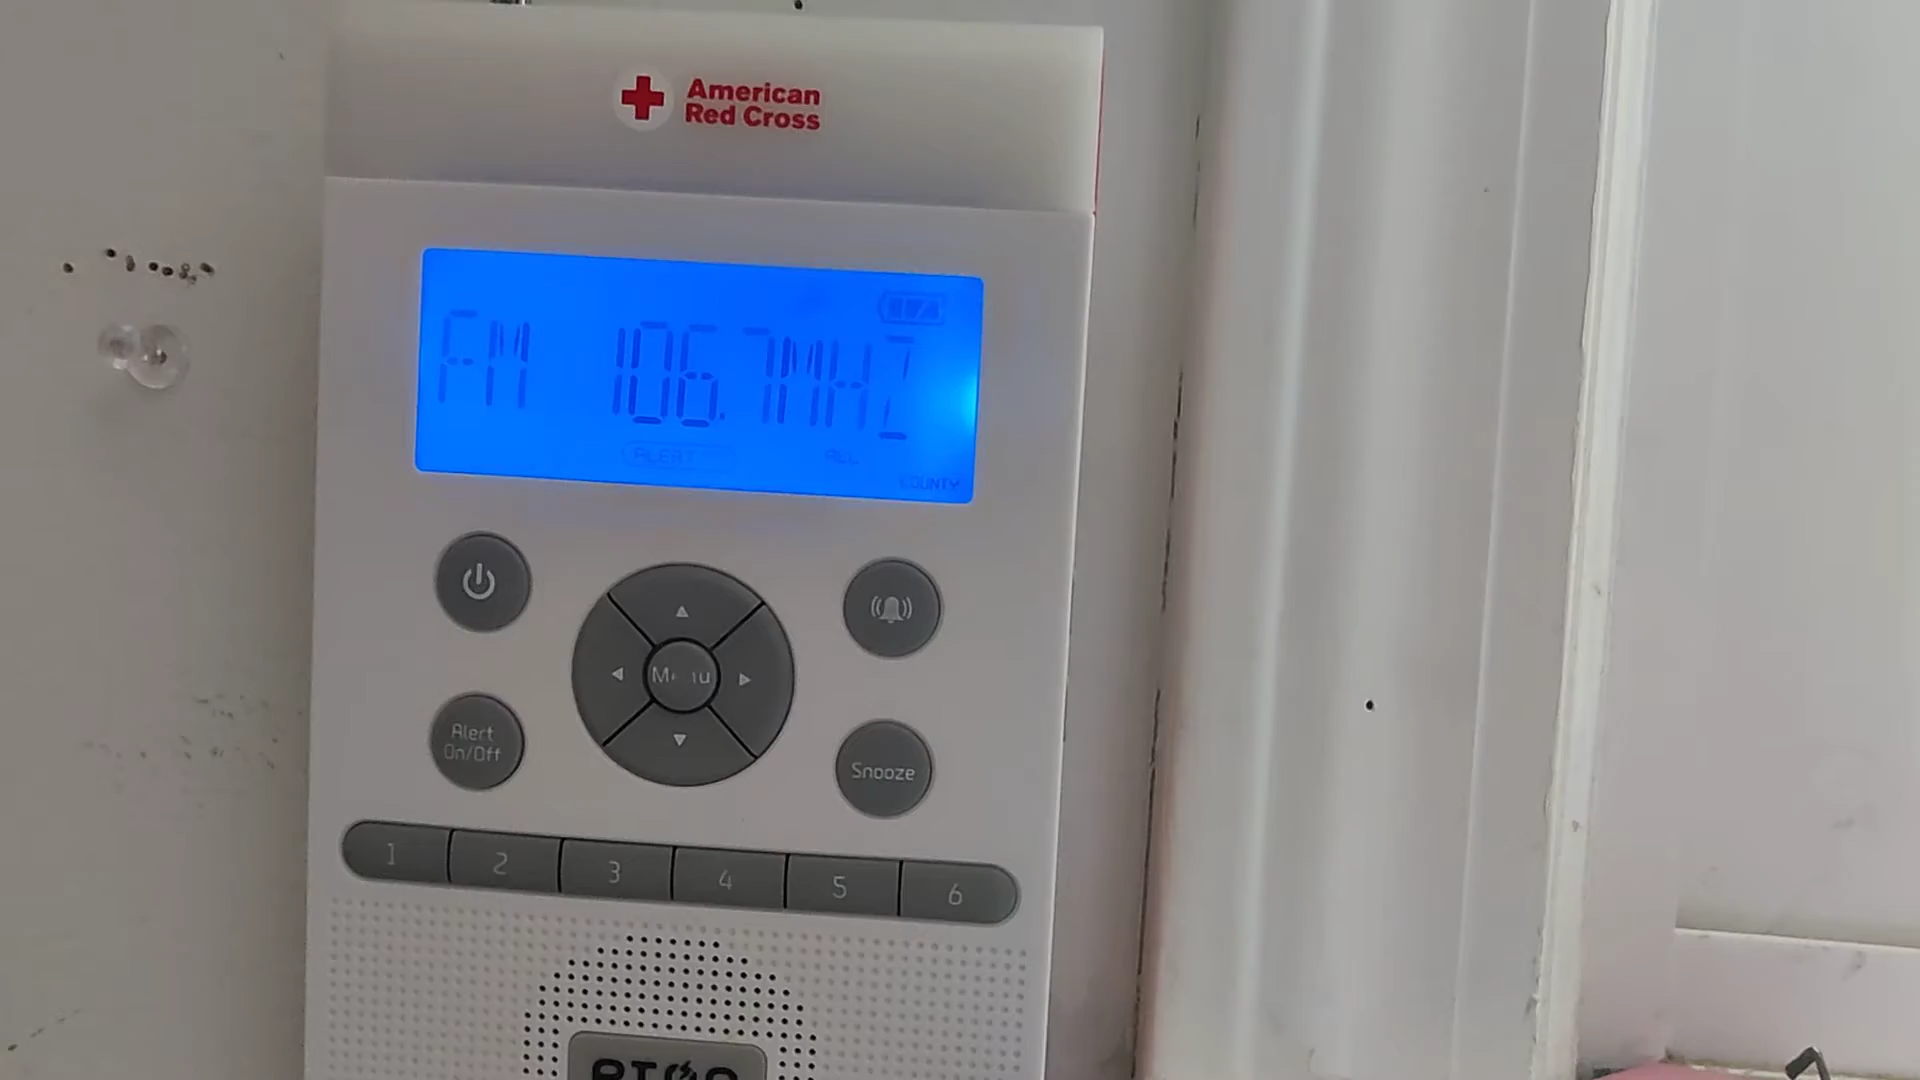 American
Red Cross
FM 106.7MHZ
ALERT ALL
COUNTY
Menu
Alert
On/Off
Snooze
1 2 3 4 5 6